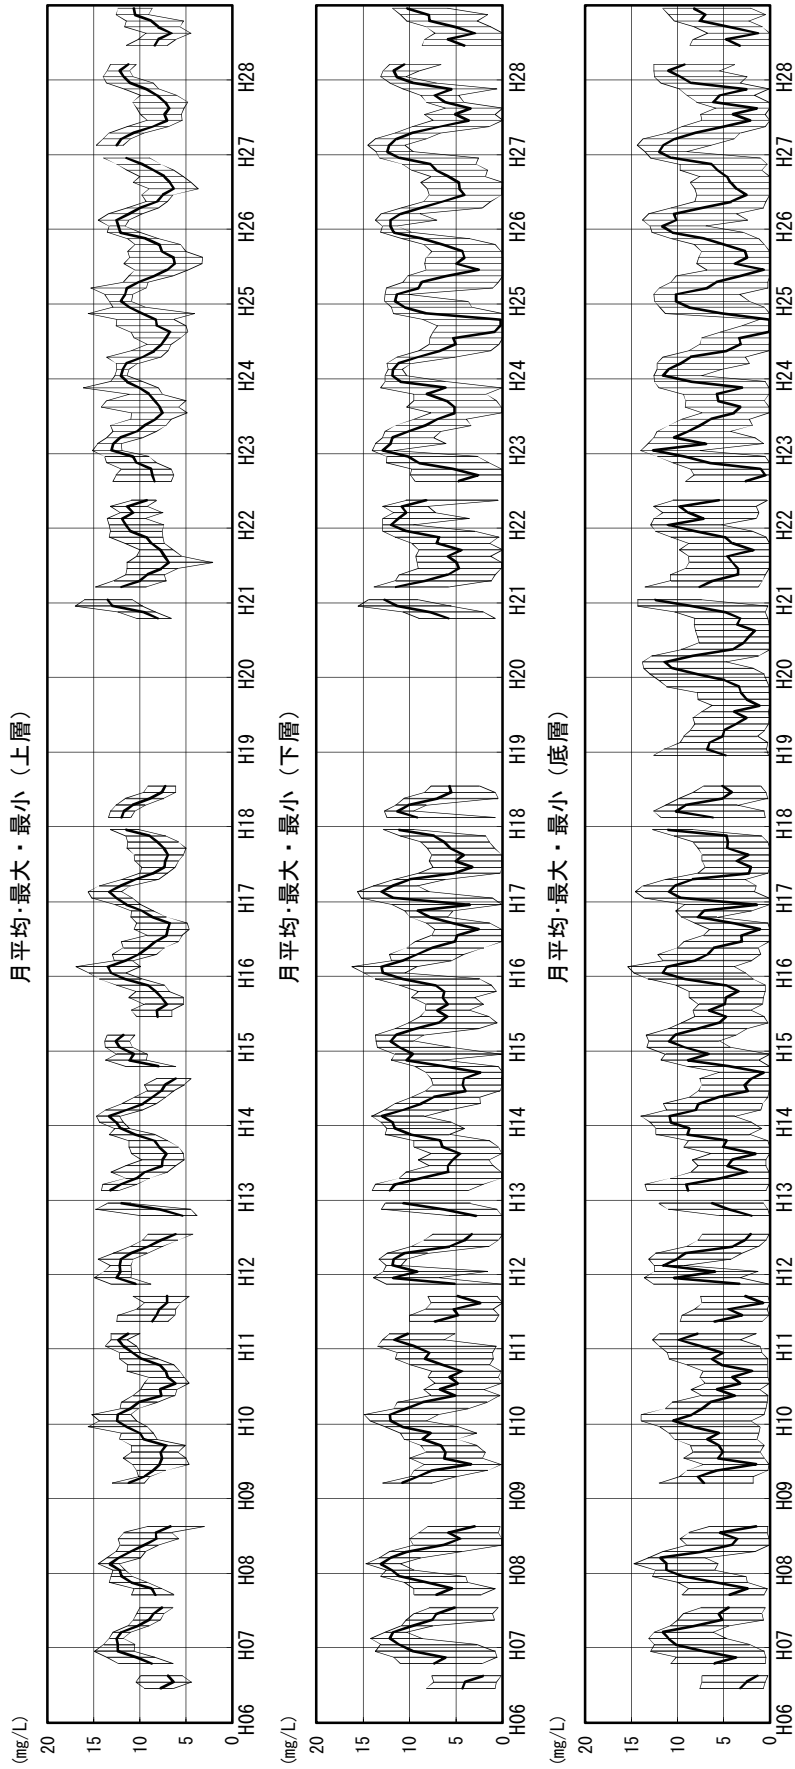 月平均・最大・最小（上層）
(mg/L)
20
15
10
5
0
H06
H07
H08
H09
H10
H11
H12
H13
H14
H15
H16
H17
H18
H19
H20
H21
H22
H23
H24
H25
H26
H27
H28
月平均・最大・最小（下層）
(mg/L)
20
15
10
5
0
H06
H07
H08
H09
H10
H11
H12
H13
H14
H15
H16
H17
H18
H19
H20
H21
H22
H23
H24
H25
H26
H27
H28
月平均・最大・最小（底層）
(mg/L)
20
15
10
5
0
H06
H07
H08
H09
H10
H11
H12
H13
H14
H15
H16
H17
H18
H19
H20
H21
H22
H23
H24
H25
H26
H27
H28